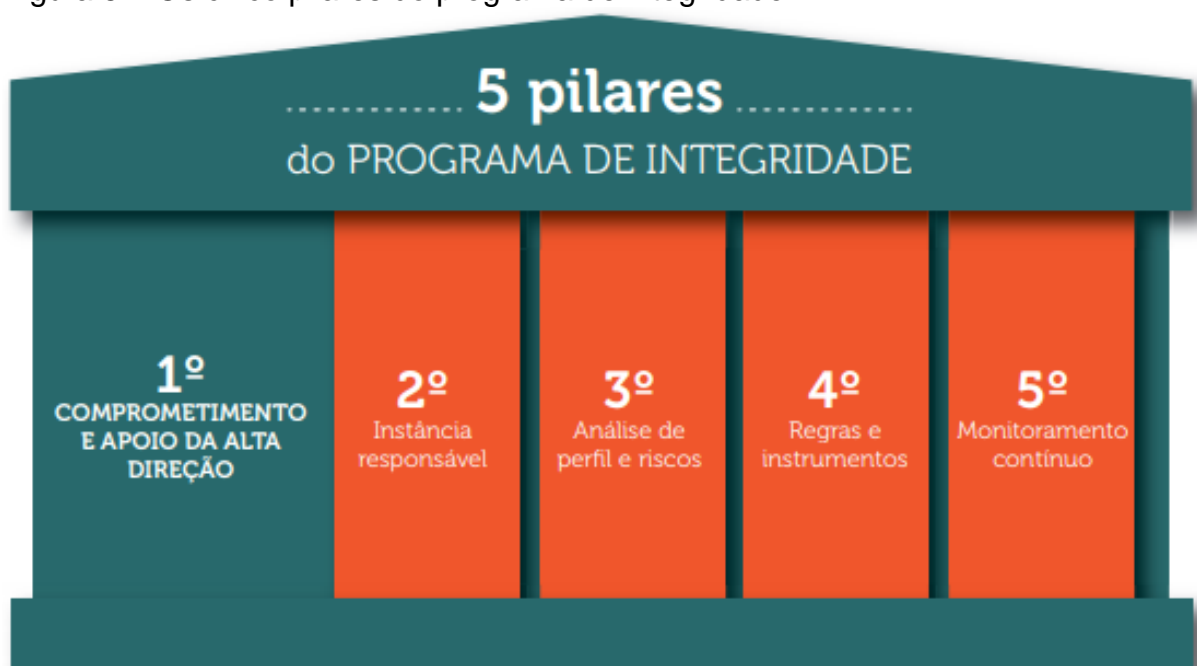 5 pilares
do PROGRAMA DE INTEGRIDADE
1º
COMPROMETIMENTO
E APOIO DA ALTA
DIREÇÃO
2º
Instância
responsável
3º
Análise de
perfil e riscos
4º
Regras e
instrumentos
5º
Monitoramento
contínuo